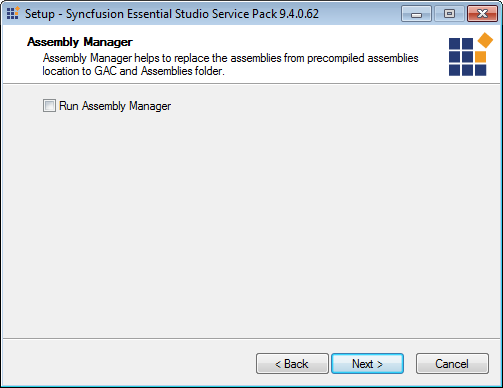 Setup - Syncfusion Essential Studio Service Pack 9.4.0.62
Assembly Manager
Assembly Manager helps to replace the assemblies from precompiled assemblies
location to GAC and Assemblies folder.
Run Assembly Manager
< Back
Next >
Cancel